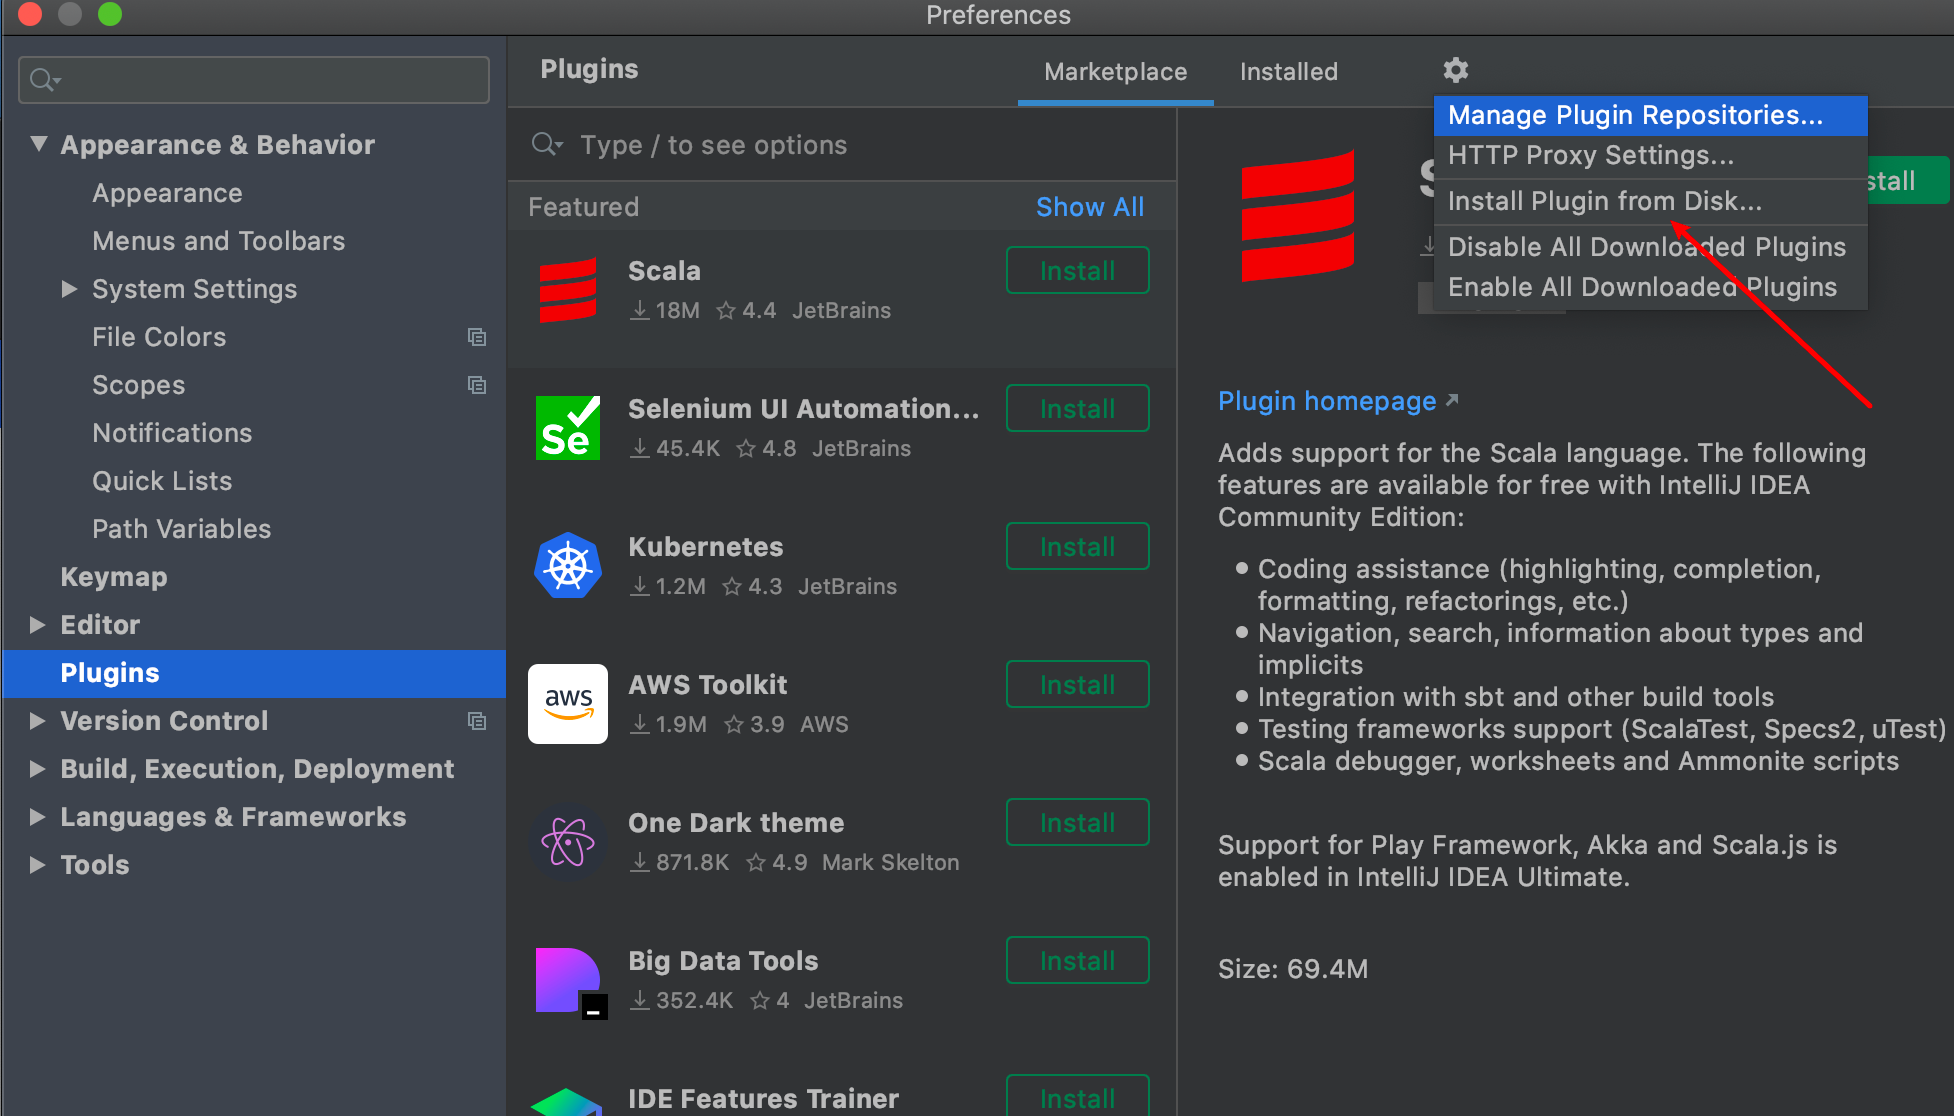 Preferences
Appearance & Behavior
Appearance
Menus and Toolbars
System Settings
File Colors
Scopes
Notifications
Quick Lists
Path Variables
Keymap
Editor
Plugins
Version Control
Build, Execution, Deployment
Languages & Frameworks
Tools
Plugins
Marketplace
Installed
Type / to see options
Featured
Show All
Scala
18M 4.4 JetBrains
Install
Se
Selenium UI Automation...
45.4K 4.8 JetBrains
Install
Kubernetes
1.2M 4.3 JetBrains
Install
aws
AWS Toolkit
1.9M 3.9 AWS
Install
One Dark theme
871.8K 4.9 Mark Skelton
Install
Big Data Tools
352.4K 4 JetBrains
Install
IDE Features Trainer
Install
Manage Plugin Repositories...
HTTP Proxy Settings...
Install Plugin from Disk...
Disable All Downloaded Plugins
Enable All Downloaded Plugins
stall
Plugin homepage
Adds support for the Scala language. The following
features are available for free with IntelliJ IDEA
Community Edition:
Coding assistance (highlighting, completion,
formatting, refactorings, etc.)
Navigation, search, information about types and
implicits
Integration with sbt and other build tools
Testing frameworks support (ScalaTest, Specs2, uTest)
Scala debugger, worksheets and Ammonite scripts
Support for Play Framework, Akka and Scala.js is
enabled in IntelliJ IDEA Ultimate.
Size: 69.4M